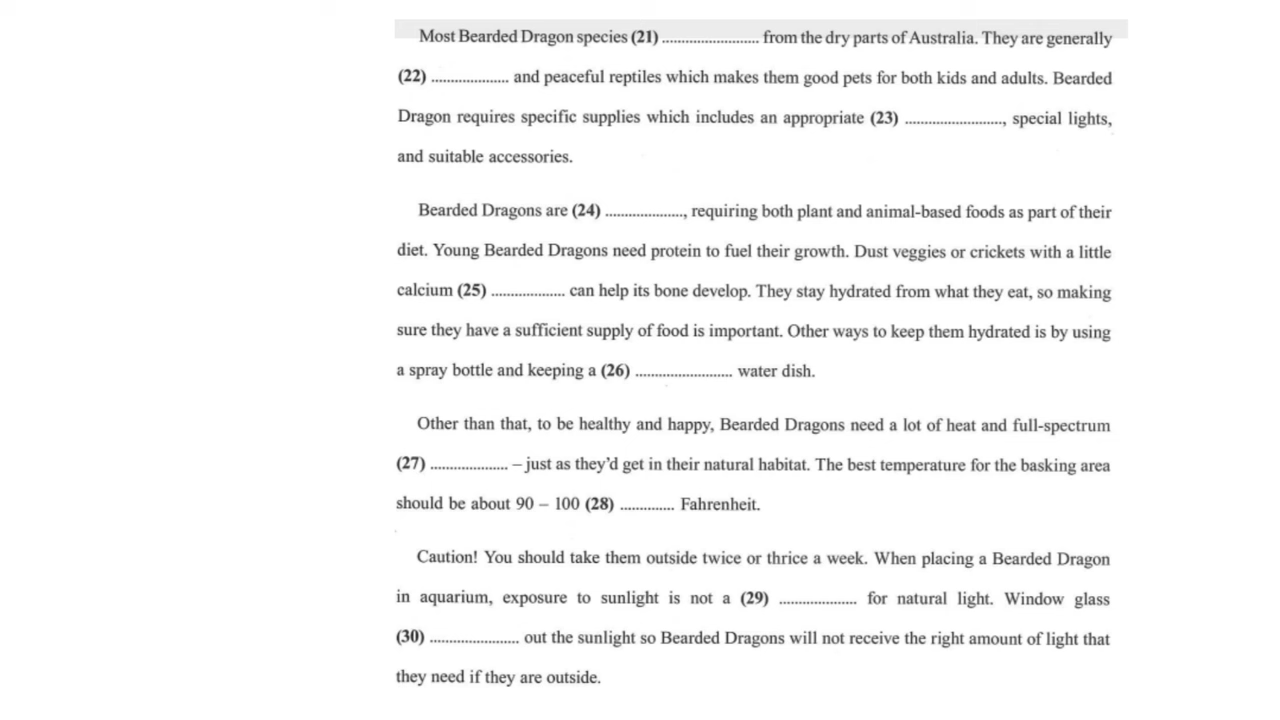 Most Bearded Dragon species (21) ........................ from the dry parts of Australia. They are generally
(22) ................... and peaceful reptiles which makes them good pets for both kids and adults. Bearded
Dragon requires specific supplies which includes an appropriate (23) ........................, special lights,
and suitable accessories.
Bearded Dragons are (24) ..................., requiring both plant and animal-based foods as part of their
diet. Young Bearded Dragons need protein to fuel their growth. Dust veggies or crickets with a little
calcium (25) .................. can help its bone develop. They stay hydrated from what they eat, so making
sure they have a sufficient supply of food is important. Other ways to keep them hydrated is by using
a spray bottle and keeping a (26) ........................ water dish.
Other than that, to be healthy and happy, Bearded Dragons need a lot of heat and full-spectrum
(27) ................... – just as they'd get in their natural habitat. The best temperature for the basking area
should be about 90 – 100 (28) ............. Fahrenheit.
Caution! You should take them outside twice or thrice a week. When placing a Bearded Dragon
in aquarium, exposure to sunlight is not a (29) ................... for natural light. Window glass
(30) ...................... out the sunlight so Bearded Dragons will not receive the right amount of light that
they need if they are outside.